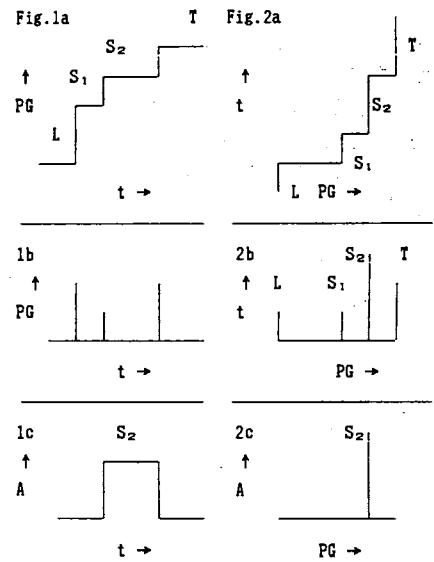 Fig.1a T Fig.2a
S₂ T
↑ S₁ ↑
PG t S₂
L
S₁
t → L PG →
1b 2b S₂ T
↑ ↑ L S₁
PG t
t → PG →
1c S₂ 2c S₂
↑ ↑
A A
t → PG →